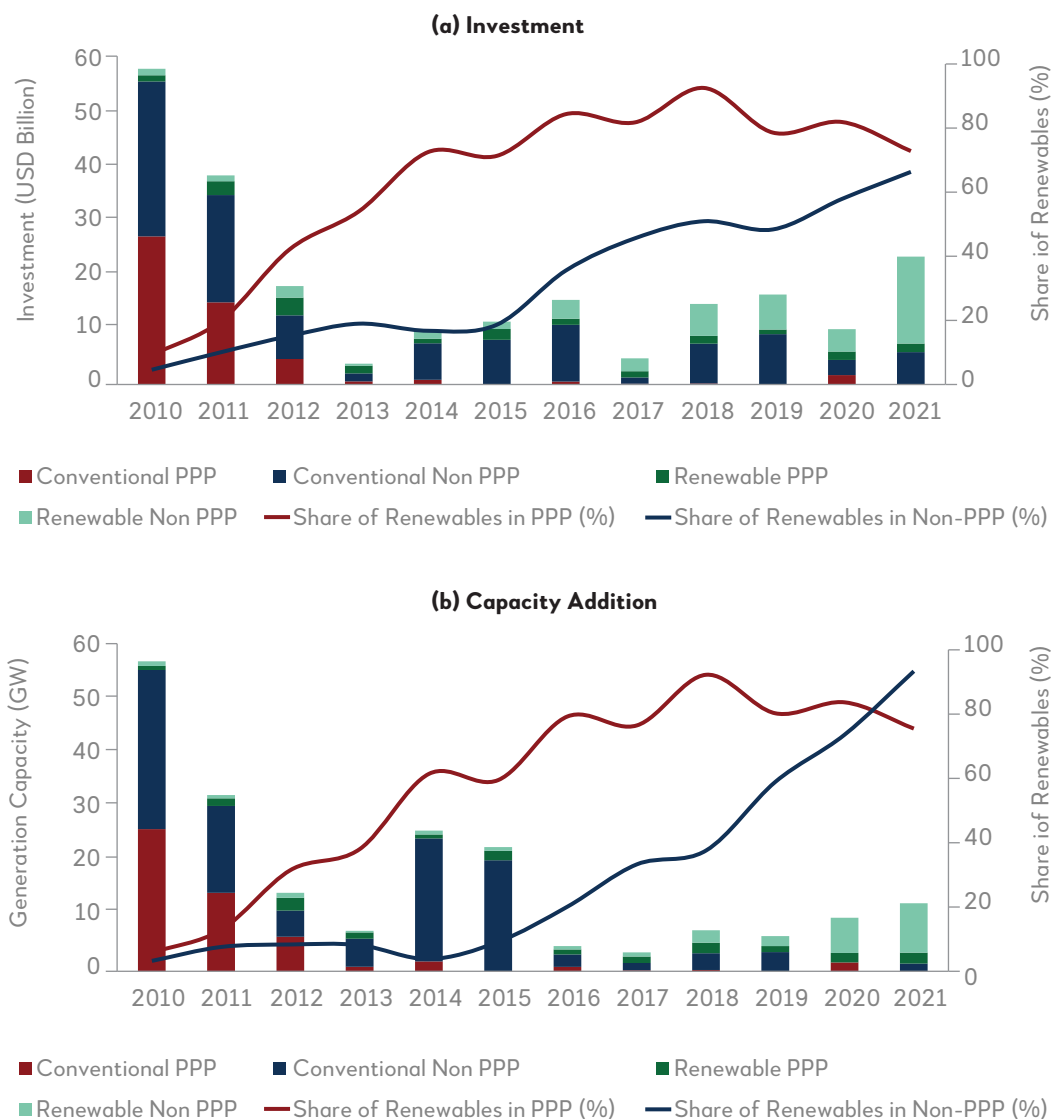 (a) Investment
Investment (USD Billion)
60
50
40
30
20
10
0
100
80
60
40
20
0
Share iof Renewables (%)
2010 2011 2012 2013 2014 2015 2016 2017 2018 2019 2020 2021
Conventional PPP Conventional Non PPP Renewable PPP
Renewable Non PPP Share of Renewables in PPP (%) Share of Renewables in Non-PPP (%)
(b) Capacity Addition
Generation Capacity (GW)
60
50
40
30
20
10
0
100
80
60
40
20
0
Share iof Renewables (%)
2010 2011 2012 2013 2014 2015 2016 2017 2018 2019 2020 2021
Conventional PPP Conventional Non PPP Renewable PPP
Renewable Non PPP Share of Renewables in PPP (%) Share of Renewables in Non-PPP (%)